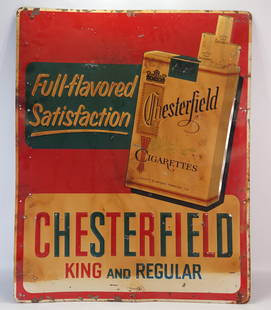 Full-flavored
Satisfaction
Chesterfield
CIGARETTES
CHESTERFIELD
KING AND REGULAR